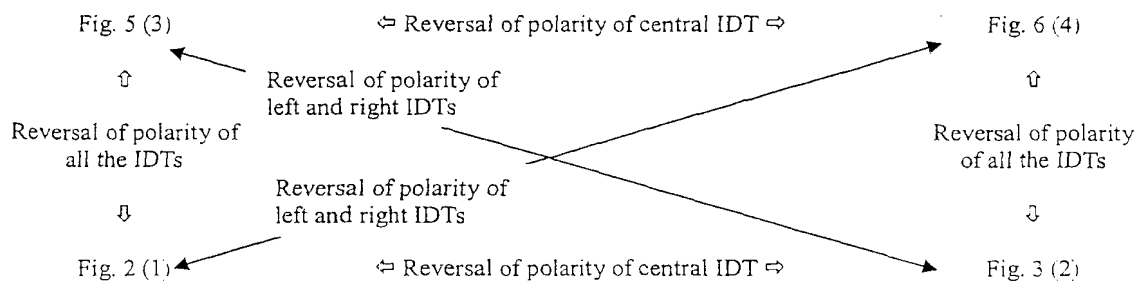 Fig. 5 (3) ⇦ Reversal of polarity of central IDT ⇨ Fig. 6 (4)
⇧ Reversal of polarity of
left and right IDTs ⇧
Reversal of polarity of
all the IDTs
Reversal of polarity
of all the IDTs
⇩ Reversal of polarity of
left and right IDTs ⇩
Fig. 2 (1) ⇦ Reversal of polarity of central IDT ⇨ Fig. 3 (2)